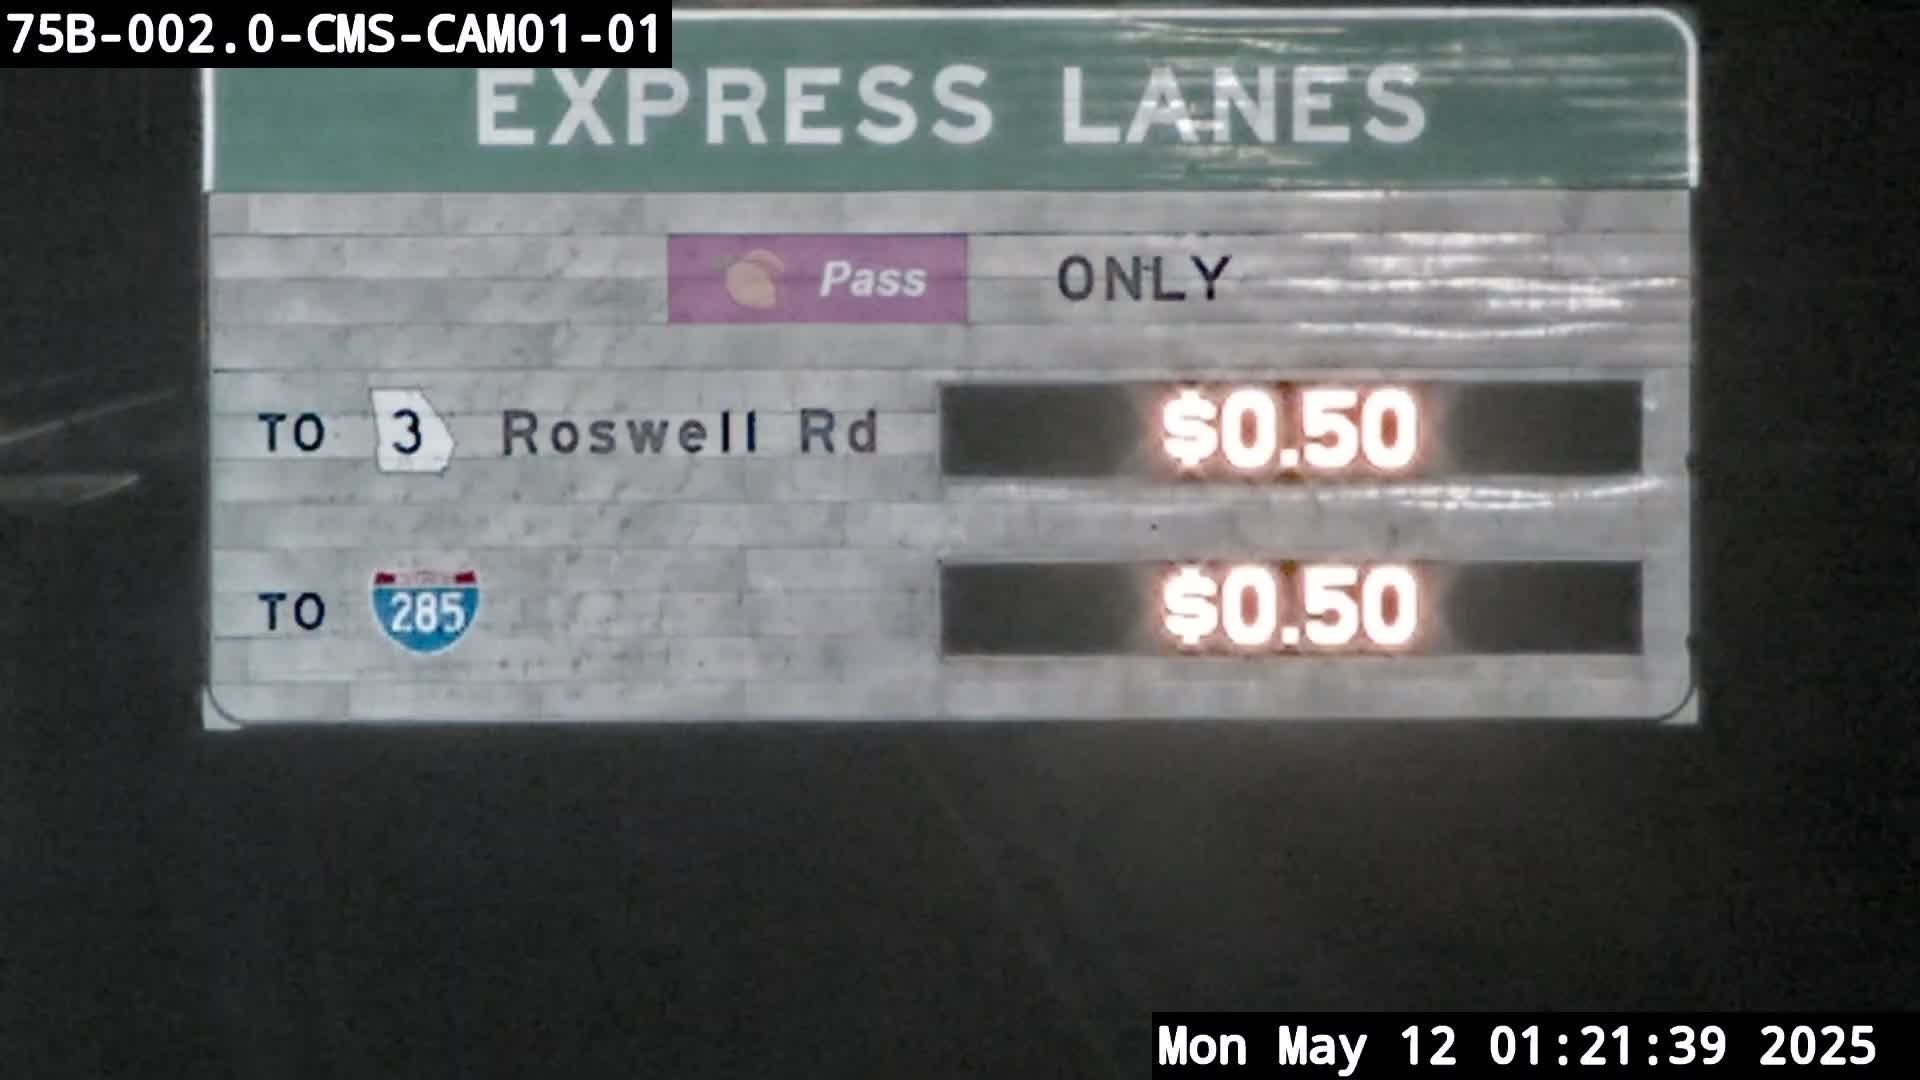 75B-002.0-CMS-CAM01-01
EXPRESS LANES
Pass ONLY
TO 3 Roswell Rd $0.50
TO 285 $0.50
Mon May 12 01:21:39 2025